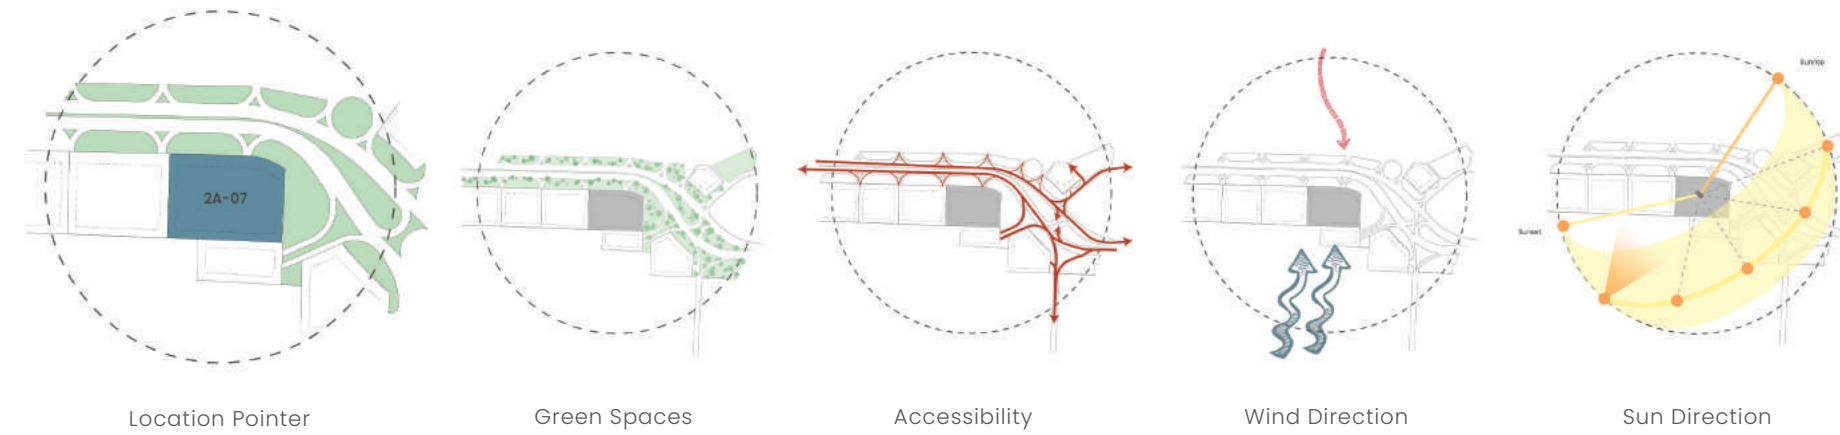 Sunrise
2A-07
Sunset
Location Pointer
Green Spaces
Accessibility
Wind Direction
Sun Direction